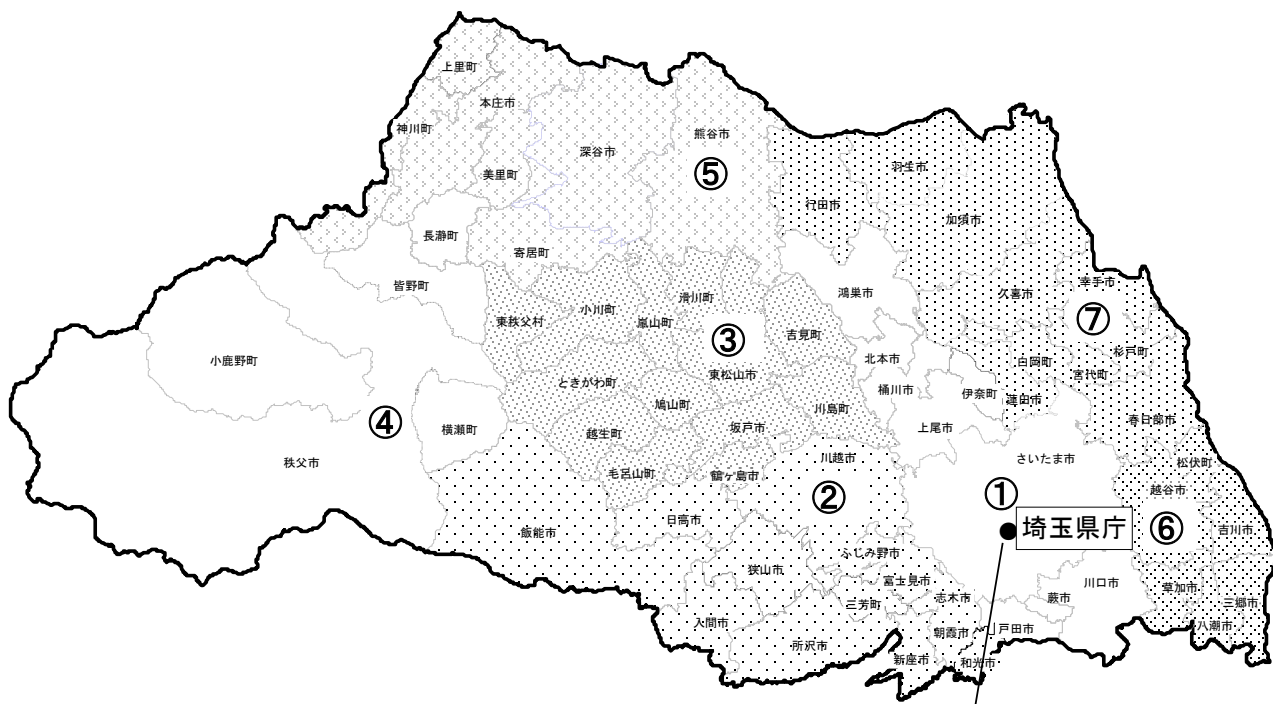 上里町
本庄市
神川町
美里町
深谷市
熊谷市
⑤
長瀞町
寄居町
皆野町
行田市
羽生市
加須市
鴻巣市
久喜市
幸手市
⑦
杉戸町
白岡町
宮代町
蓮田市
春日部市
東秩父村
小川町
嵐山町
滑川町
③
吉見町
東松山市
ときがわ町
鳩山町
川島町
越生町
坂戸市
毛呂山町
鶴ヶ島市
北本市
桶川市
伊奈町
上尾市
小鹿野町
④
横瀬町
秩父市
川越市
②
飯能市
日高市
狭山市
ふじみ野市
富士見市
三芳町
志木市
入間市
所沢市
朝霞市
新座市
和光市
さいたま市
①
埼玉県庁
川口市
蕨市
戸田市
松伏町
越谷市
⑥
吉川市
草加市
三郷市
八潮市